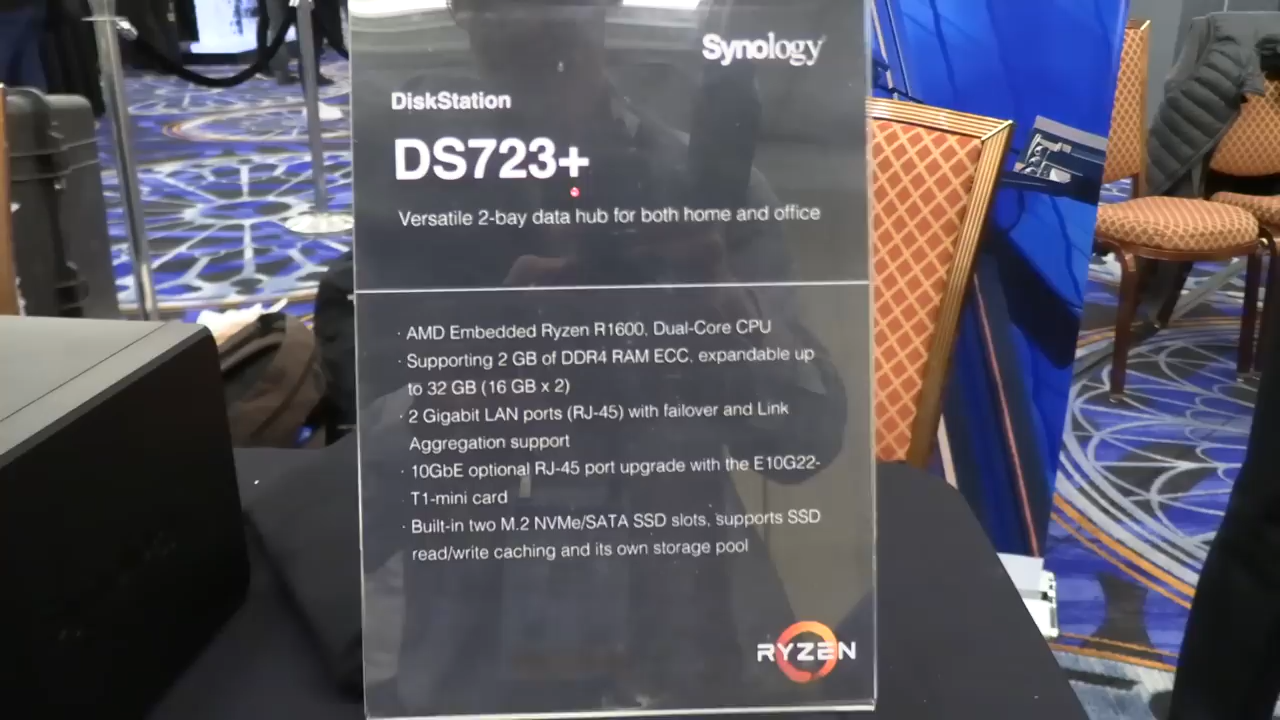 Synology
DiskStation
DS723+
Versatile 2-bay data hub for both home and office
· AMD Embedded Ryzen R1600, Dual-Core CPU
· Supporting 2 GB of DDR4 RAM ECC, expandable up
to 32 GB (16 GB x 2)
· 2 Gigabit LAN ports (RJ-45) with failover and Link
Aggregation support
· 10GbE optional RJ-45 port upgrade with the E10G22-
T1-mini card
· Built-in two M.2 NVMe/SATA SSD slots, supports SSD
read/write caching and its own storage pool
RYZEN